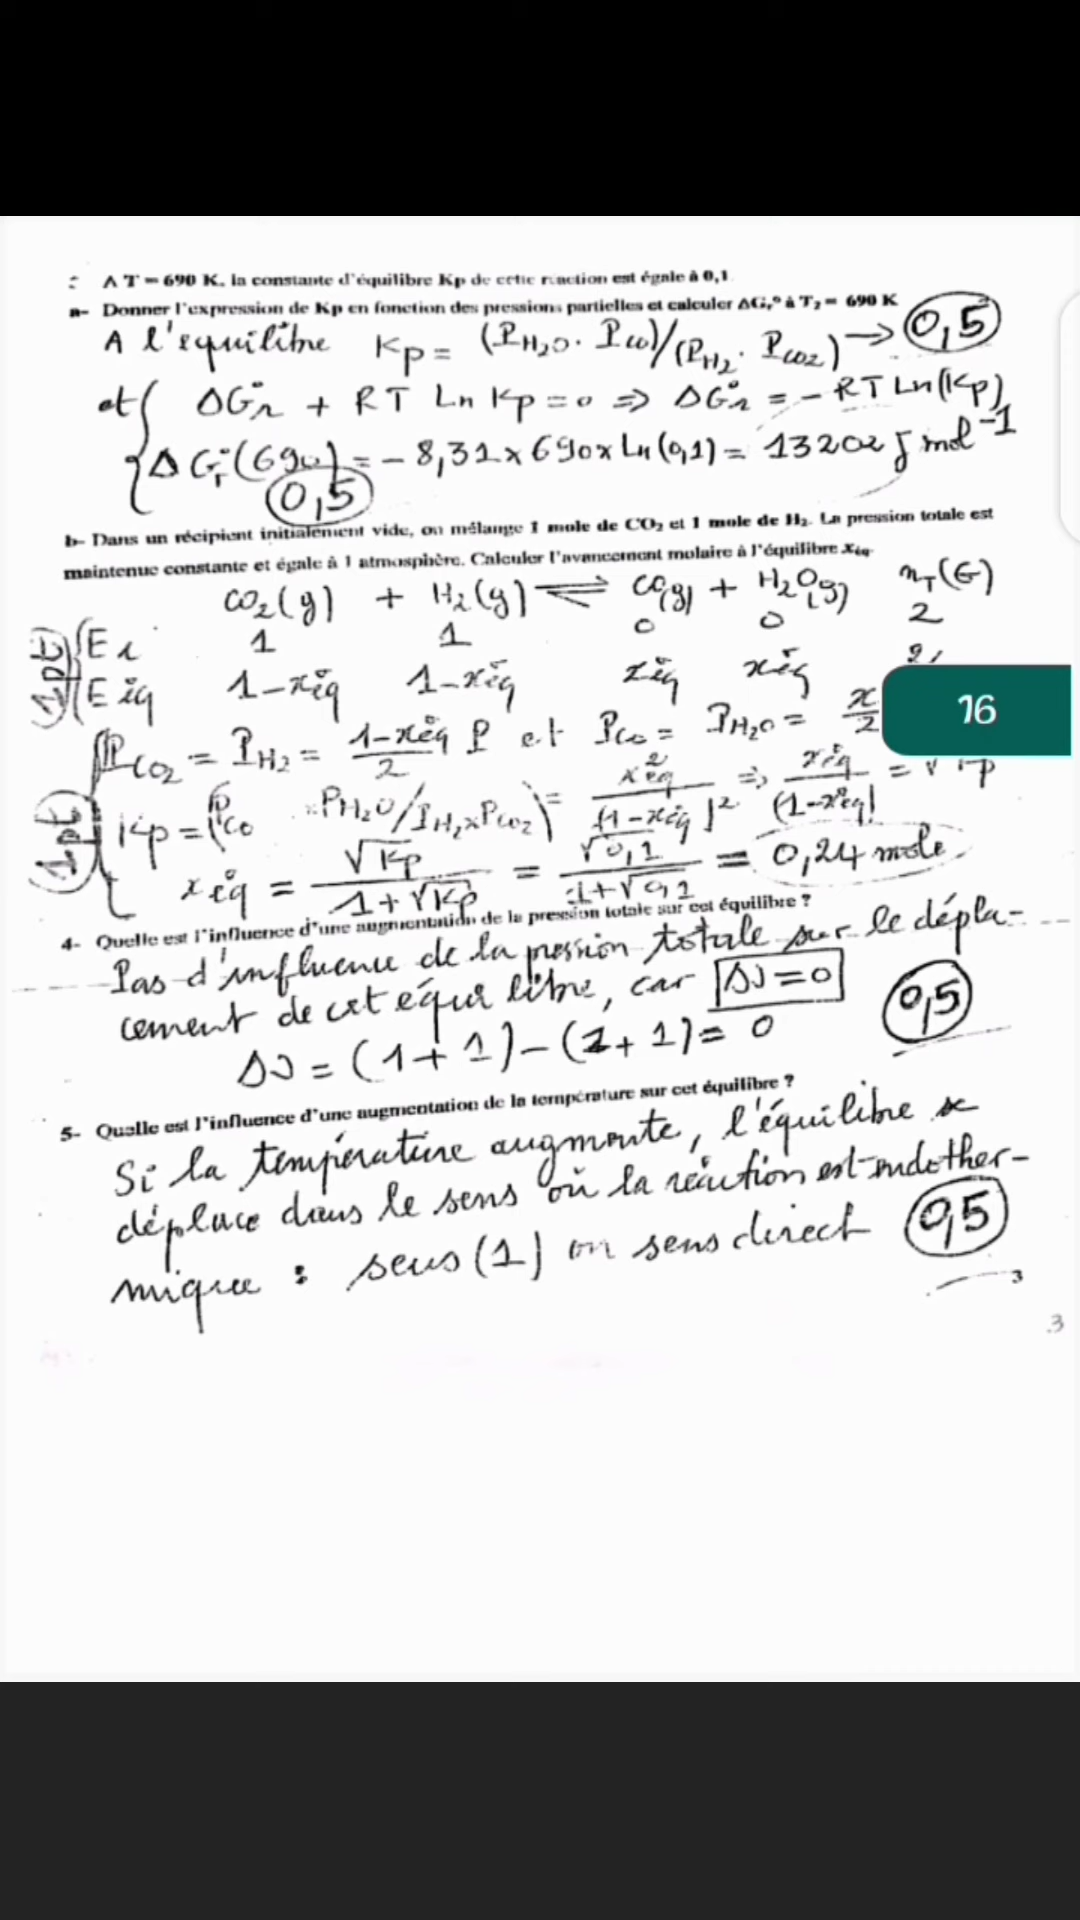 : A T = 690 K, la constante d'équilibre Kp de cette réaction est égale à 0,1.
a- Donner l'expression de Kp en fonction des pressions partielles et calculer ΔGr° à T2 = 690 K
A l'équilibre Kp = (PH2O . PCO)/(PH2 . PCO2) → 0,5
et { ΔG°r + RT Ln Kp = 0 ⇒ ΔG°r = - RT Ln(Kp)
ΔG°r(690) = - 8,31 x 690 x Ln(0,1) = 13202 J mol-1
0,5
b- Dans un récipient initialement vide, on mélange 1 mole de CO2 et 1 mole de H2. La pression totale est
maintenue constante et égale à 1 atmosphère. Calculer l'avancement molaire à l'équilibre xéq.
CO2(g) + H2(g) ⇌ CO(g) + H2O(g) nT(G)
1pt { E i 1 1 0 0 2
E éq 1-xéq 1-xéq xéq xéq
16
PCO2 = PH2 = (1-xéq)/2 P et PCO = PH2O =
1pt { Kp = (PCO x PH2O/PH2 x PCO2) = xéq²/(1-xéq)² ⇒ xéq/(1-xéq) = √Kp
xéq = √Kp/(1+√Kp) = √0,1/(1+√0,1) = 0,24 mole
4- Quelle est l'influence d'une augmentation de la pression totale sur cet équilibre ?
Pas d'influence de la pression totale sur le dépla-
cement de cet équilibre, car Δν = 0 0,5
Δν = (1 + 1) - (1 + 1) = 0
5- Quelle est l'influence d'une augmentation de la température sur cet équilibre ?
Si la température augmente, l'équilibre se
déplace dans le sens où la réaction est endother-
mique : sens (1) ou sens direct 0,5
3
3